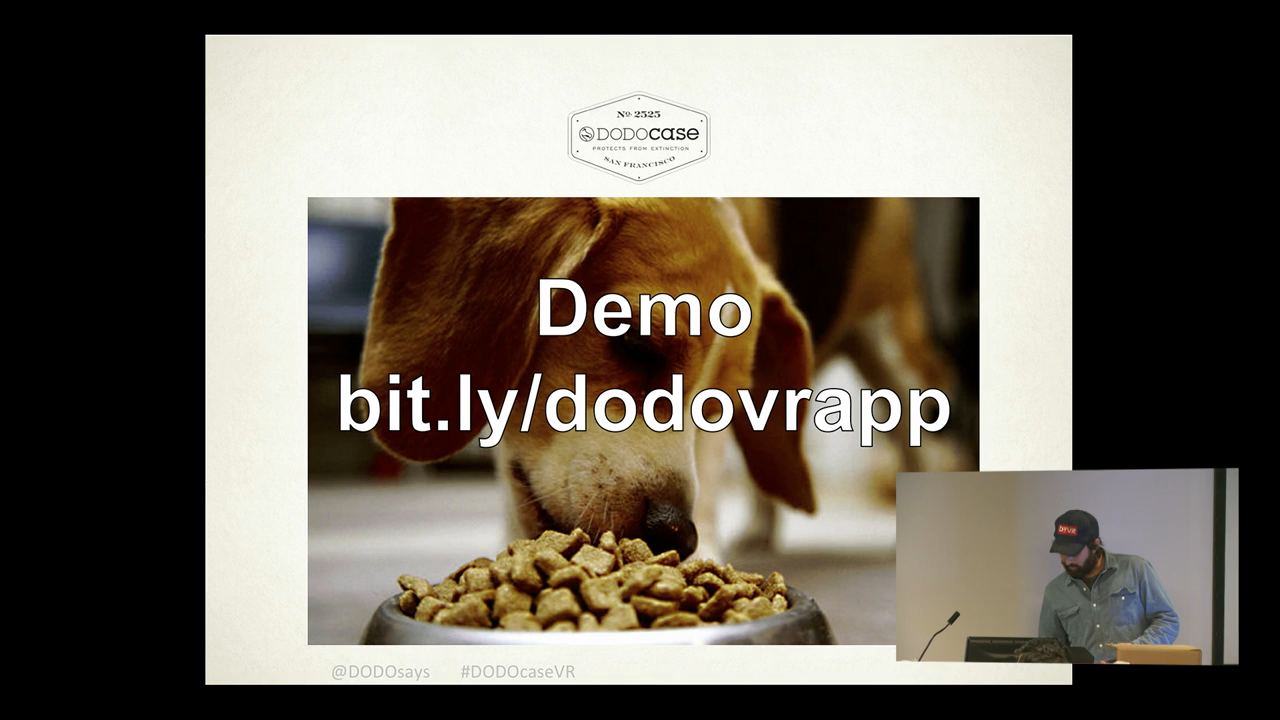 No. 2525
DODOCASE
PROTECTS FROM EXTINCTION
SAN FRANCISCO
Demo
bit.ly/dodovrapp
@DODOsays #DODOcaseVR